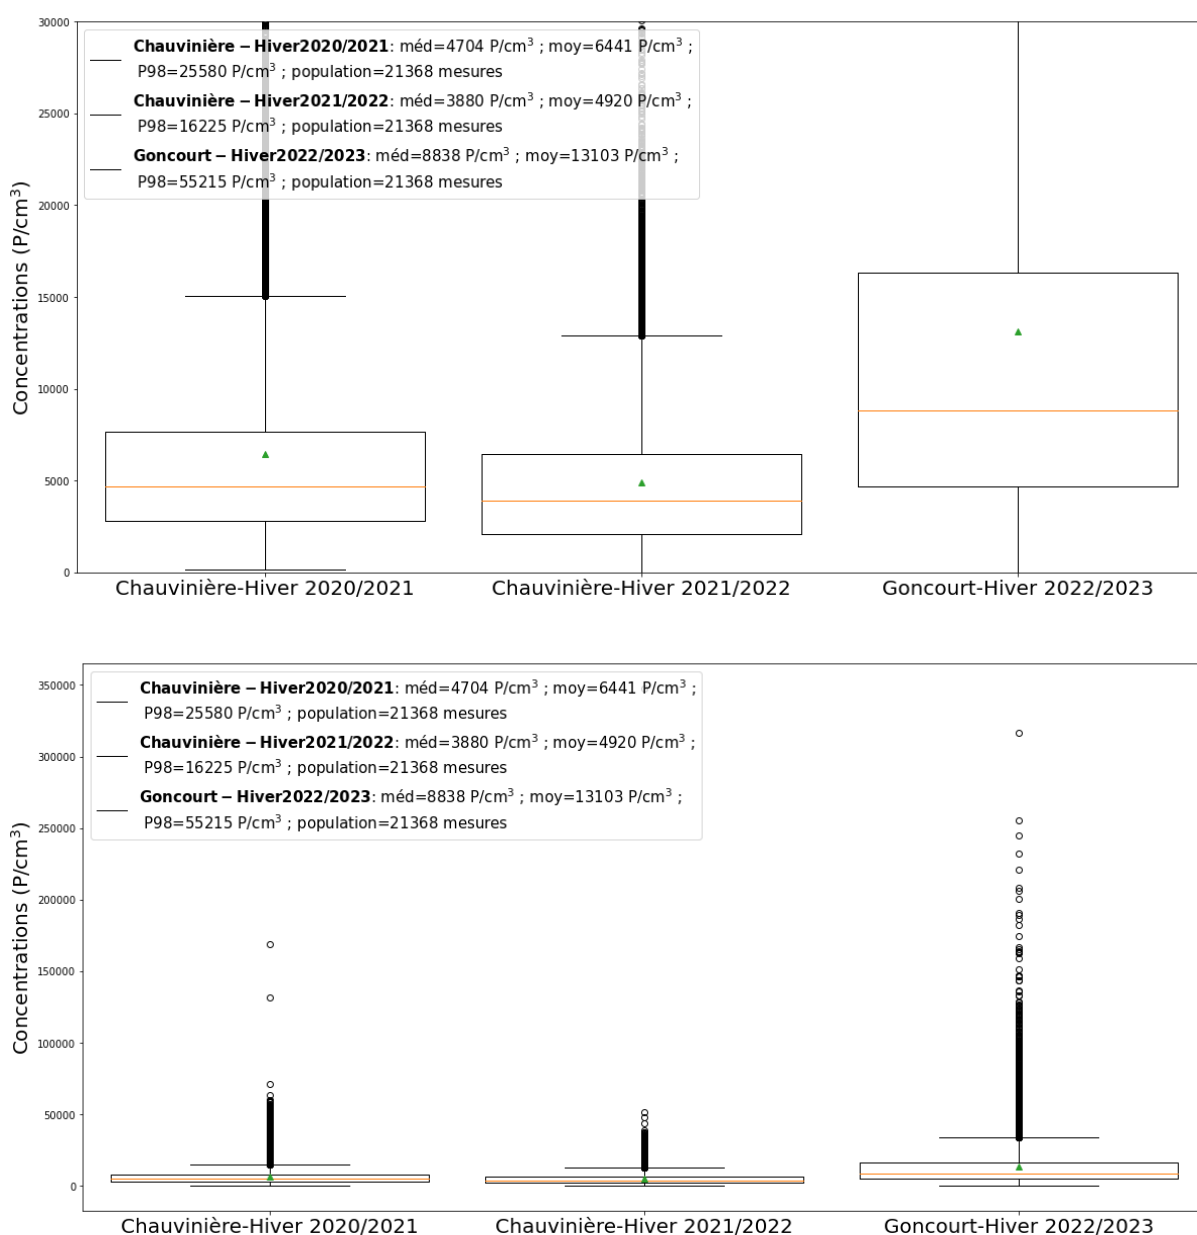 30000
Chauvinière – Hiver2020/2021: méd=4704 P/cm³ ; moy=6441 P/cm³ ;
P98=25580 P/cm³ ; population=21368 mesures
Chauvinière – Hiver2021/2022: méd=3880 P/cm³ ; moy=4920 P/cm³ ;
P98=16225 P/cm³ ; population=21368 mesures
Goncourt – Hiver2022/2023: méd=8838 P/cm³ ; moy=13103 P/cm³ ;
P98=55215 P/cm³ ; population=21368 mesures
25000
20000
15000
10000
5000
0
Concentrations (P/cm³)
Chauvinière-Hiver 2020/2021
Chauvinière-Hiver 2021/2022
Goncourt-Hiver 2022/2023
350000
Chauvinière – Hiver2020/2021: méd=4704 P/cm³ ; moy=6441 P/cm³ ;
P98=25580 P/cm³ ; population=21368 mesures
Chauvinière – Hiver2021/2022: méd=3880 P/cm³ ; moy=4920 P/cm³ ;
P98=16225 P/cm³ ; population=21368 mesures
Goncourt – Hiver2022/2023: méd=8838 P/cm³ ; moy=13103 P/cm³ ;
P98=55215 P/cm³ ; population=21368 mesures
300000
250000
200000
150000
100000
50000
0
Concentrations (P/cm³)
Chauvinière-Hiver 2020/2021
Chauvinière-Hiver 2021/2022
Goncourt-Hiver 2022/2023